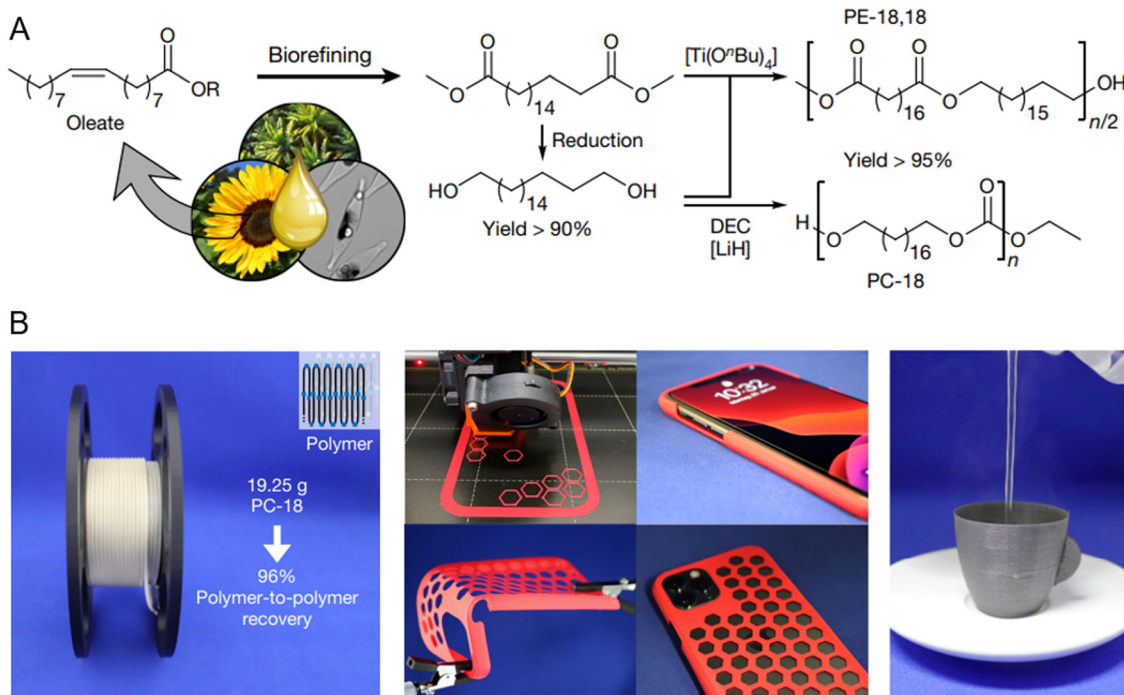 A
Oleate
7
7
O
OR
Biorefining
O
O
14
O
O
Reduction
HO
14
OH
Yield > 90%
[Ti(OⁿBu)₄]
DEC
[LiH]
PE-18,18
O
O
O
16
O
15
OH
n/2
Yield > 95%
H
O
16
O
O
O
n
PC-18
B
Polymer
19.25 g
PC-18
96%
Polymer-to-polymer
recovery
10:32